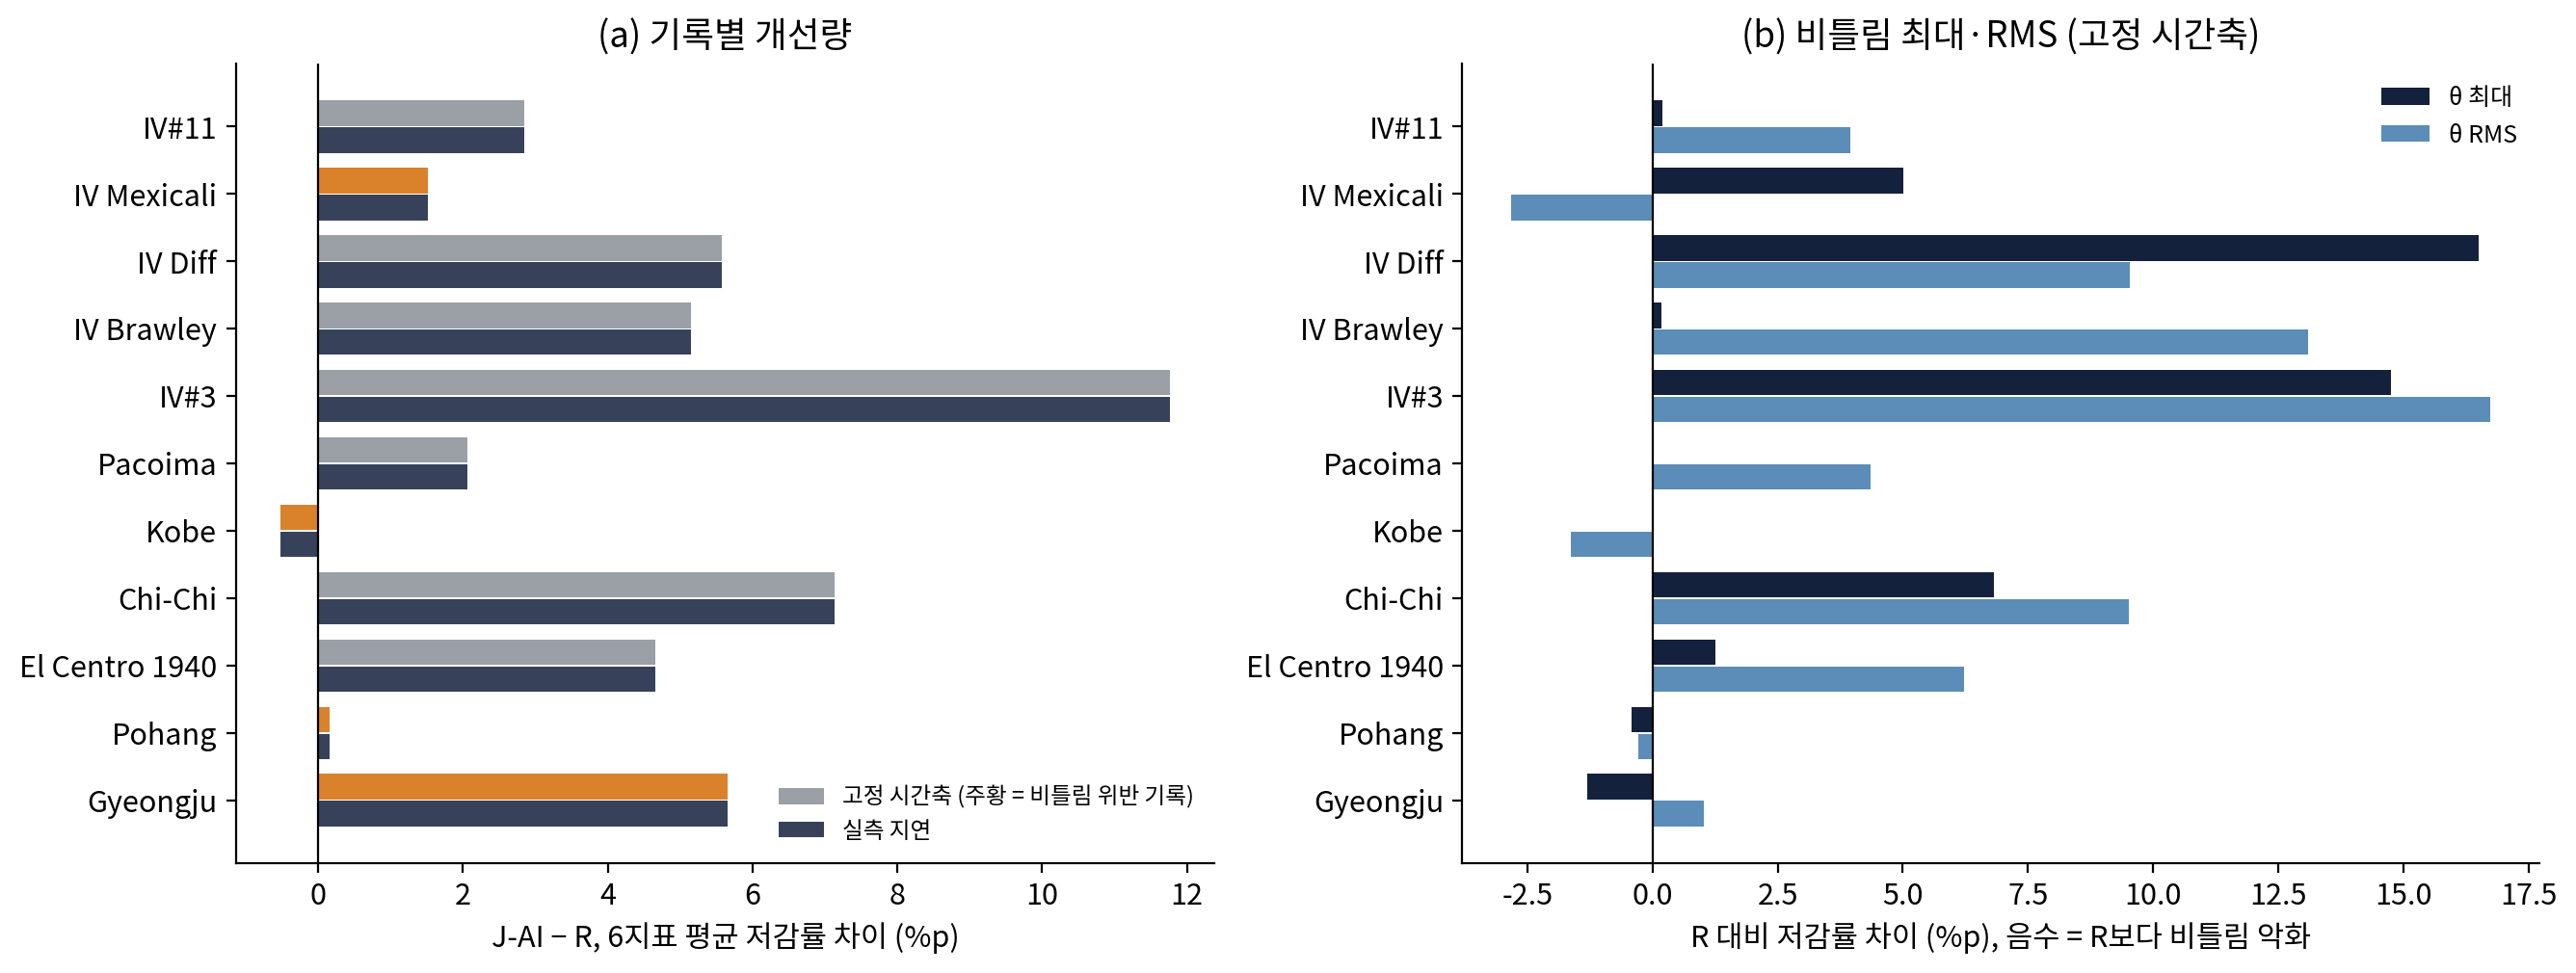 (a) 기록별 개선량
IV#11
IV Mexicali
IV Diff
IV Brawley
IV#3
Pacoima
Kobe
Chi-Chi
El Centro 1940
Pohang
Gyeongju
고정 시간축 (주황 = 비틀림 위반 기록)
실측 지연
0 2 4 6 8 10 12
J-AI − R, 6지표 평균 저감률 차이 (%p)
(b) 비틀림 최대·RMS (고정 시간축)
θ 최대
θ RMS
IV#11
IV Mexicali
IV Diff
IV Brawley
IV#3
Pacoima
Kobe
Chi-Chi
El Centro 1940
Pohang
Gyeongju
-2.5 0.0 2.5 5.0 7.5 10.0 12.5 15.0 17.5
R 대비 저감률 차이 (%p), 음수 = R보다 비틀림 악화